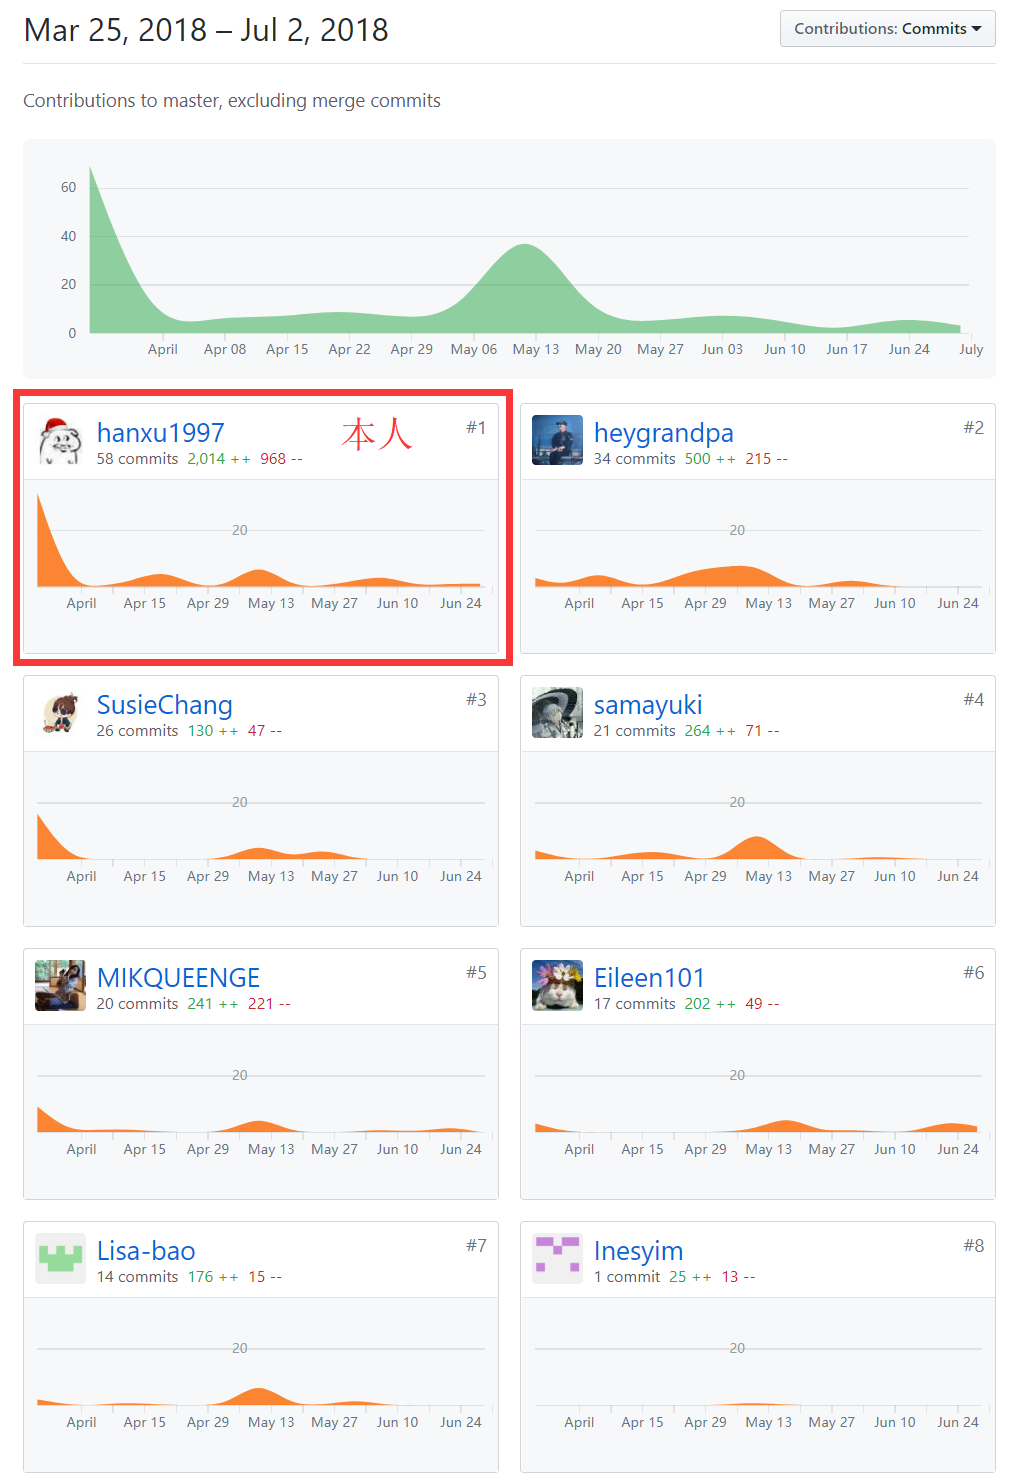 Mar 25, 2018 – Jul 2, 2018
Contributions: Commits
Contributions to master, excluding merge commits
60
40
20
0
April Apr 08 Apr 15 Apr 22 Apr 29 May 06 May 13 May 20 May 27 Jun 03 Jun 10 Jun 17 Jun 24 July
hanxu1997 本人 #1
58 commits 2,014 ++ 968 --
20
April Apr 15 Apr 29 May 13 May 27 Jun 10 Jun 24
heygrandpa #2
34 commits 500 ++ 215 --
20
April Apr 15 Apr 29 May 13 May 27 Jun 10 Jun 24
SusieChang #3
26 commits 130 ++ 47 --
20
April Apr 15 Apr 29 May 13 May 27 Jun 10 Jun 24
samayuki #4
21 commits 264 ++ 71 --
20
April Apr 15 Apr 29 May 13 May 27 Jun 10 Jun 24
MIKQUEENGE #5
20 commits 241 ++ 221 --
20
April Apr 15 Apr 29 May 13 May 27 Jun 10 Jun 24
Eileen101 #6
17 commits 202 ++ 49 --
20
April Apr 15 Apr 29 May 13 May 27 Jun 10 Jun 24
Lisa-bao #7
14 commits 176 ++ 15 --
20
April Apr 15 Apr 29 May 13 May 27 Jun 10 Jun 24
Inesyim #8
1 commit 25 ++ 13 --
20
April Apr 15 Apr 29 May 13 May 27 Jun 10 Jun 24